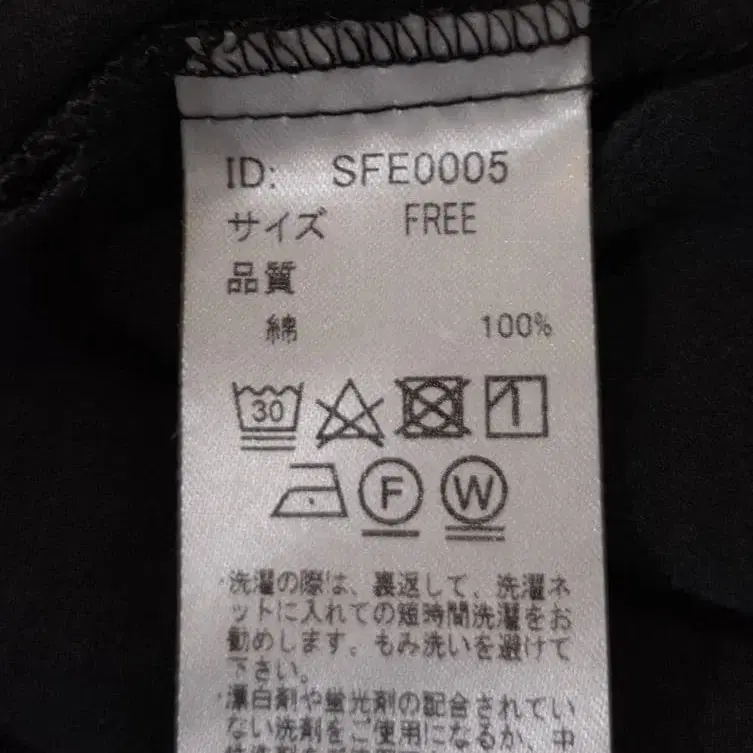 ID: SFE0005
サイズ FREE
品質
綿 100%
30
F W
・洗濯の際は、裏返して、洗濯ネ
ットに入れての短時間洗濯をお
勧めします。もみ洗いを避けて
下さい。
・漂白剤や蛍光剤の配合されてい
ない洗剤をご使用になるか、中